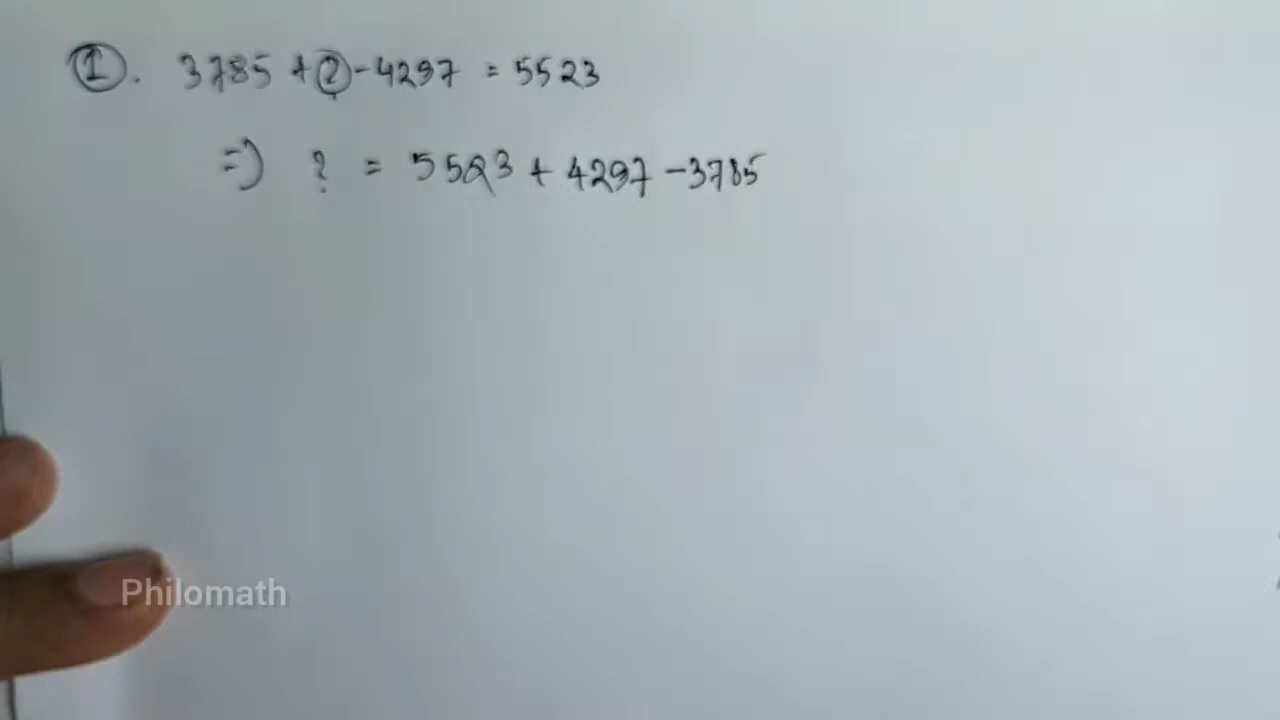 ①. 3785 + ? - 4297 = 5523
=> ? = 5523 + 4297 - 3785
Philomath